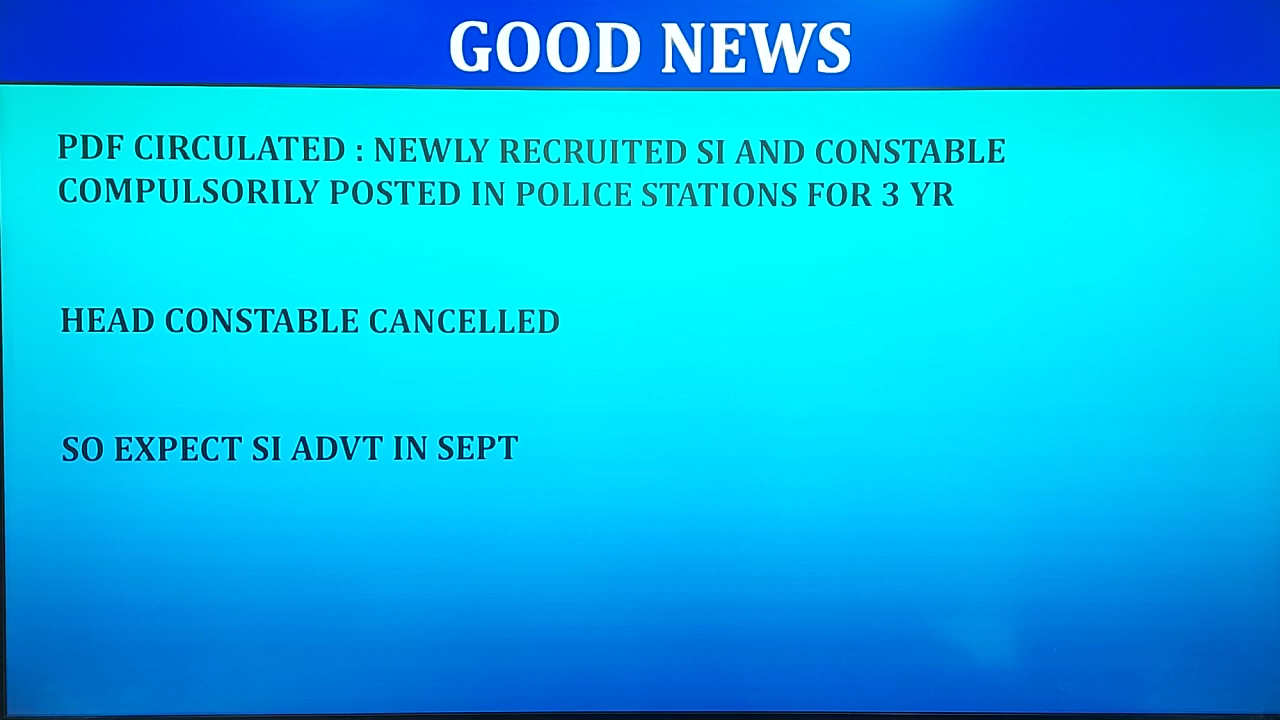 GOOD NEWS
PDF CIRCULATED : NEWLY RECRUITED SI AND CONSTABLE
COMPULSORILY POSTED IN POLICE STATIONS FOR 3 YR
HEAD CONSTABLE CANCELLED
SO EXPECT SI ADVT IN SEPT